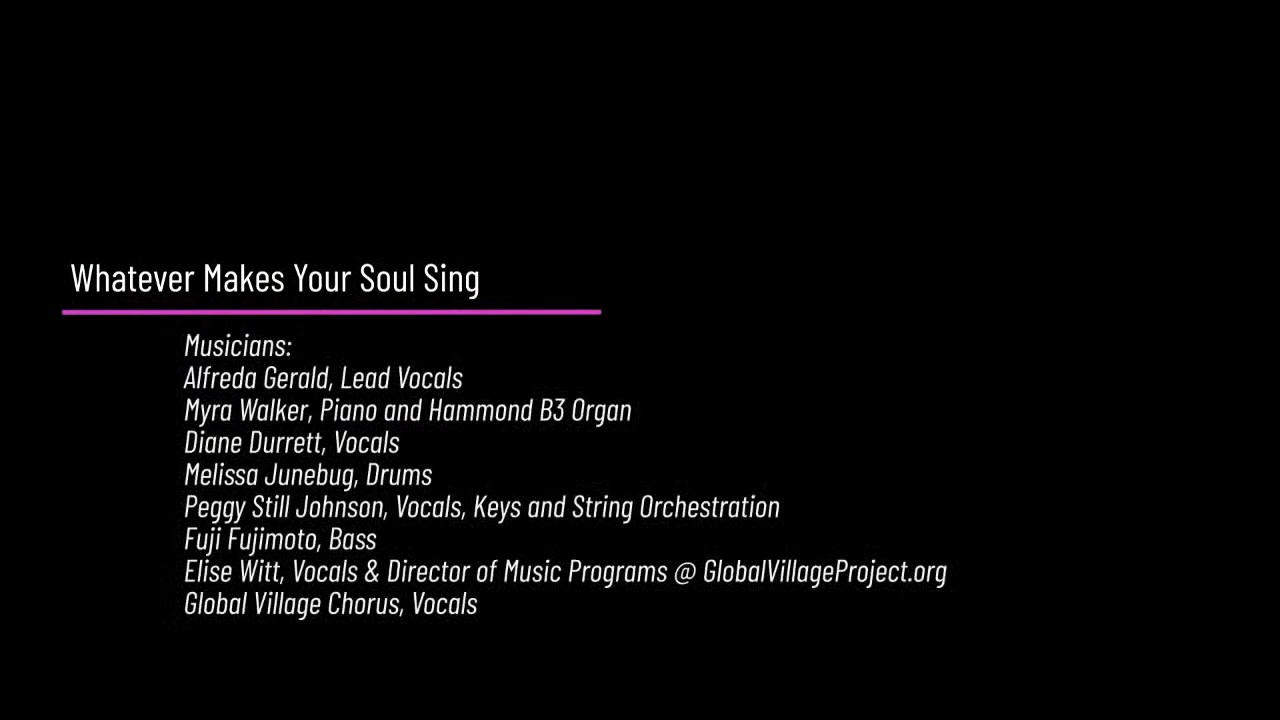 Whatever Makes Your Soul Sing
Musicians:
Alfreda Gerald, Lead Vocals
Myra Walker, Piano and Hammond B3 Organ
Diane Durrett, Vocals
Melissa Junebug, Drums
Peggy Still Johnson, Vocals, Keys and String Orchestration
Fuji Fujimoto, Bass
Elise Witt, Vocals & Director of Music Programs @ GlobalVillageProject.org
Global Village Chorus, Vocals